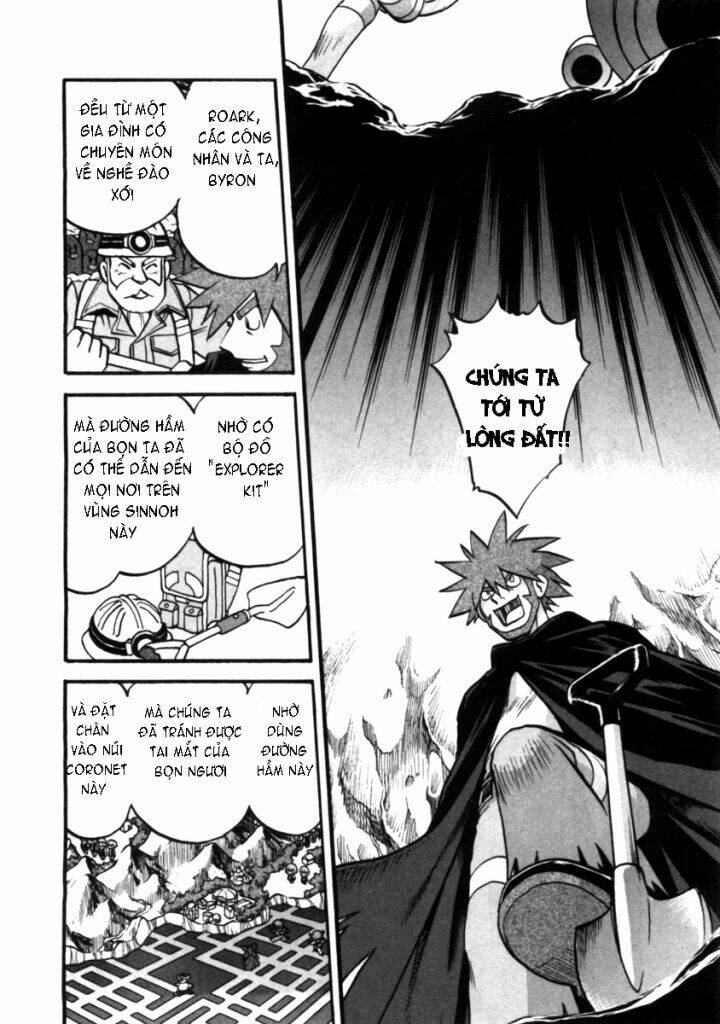 CHÚNG TA
TỚI TỪ
LÒNG ĐẤT!!
ROARK,
CÁC CÔNG
NHÂN VÀ TA,
BYRON
ĐỀU TỪ MỘT
GIA ĐÌNH CÓ
CHUYÊN MÔN
VỀ NGHỀ ĐÀO
XỚI
NHỜ CÓ
BỘ ĐỒ
"EXPLORER
KIT"
MÀ ĐƯỜNG HẦM
CỦA BỌN TA ĐÃ
CÓ THỂ DẪN ĐẾN
MỌI NƠI TRÊN
VÙNG SINNOH
NÀY
NHỜ
DÙNG
ĐƯỜNG
HẦM NÀY
MÀ CHÚNG TA
ĐÃ TRÁNH ĐƯỢC
TAI MẮT CỦA
BỌN NGƯƠI
VÀ ĐẶT
CHÂN
VÀO NÚI
CORONET
NÀY